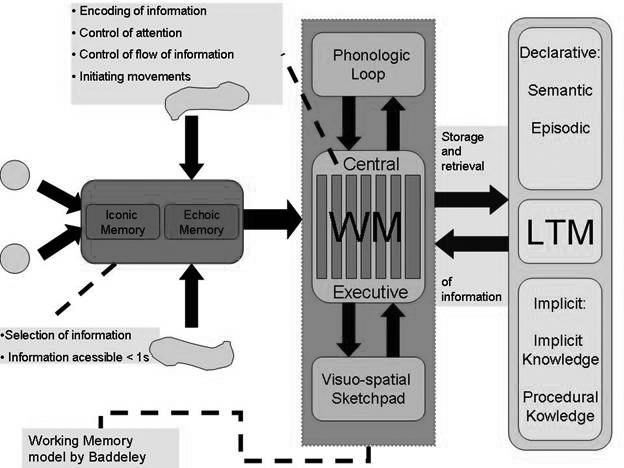 • Encoding of information
• Control of attention
• Control of flow of information
• Initiating movements
Phonologic
Loop
Declarative:
Semantic
Episodic
Storage
and
retrieval
Central
WM
Executive
Iconic
Memory
Echoic
Memory
LTM
of
information
•Selection of information
• Information acessible < 1s
Visuo-spatial
Sketchpad
Implicit:
Implicit
Knowledge
Procedural
Kowledge
Working Memory
model by Baddeley